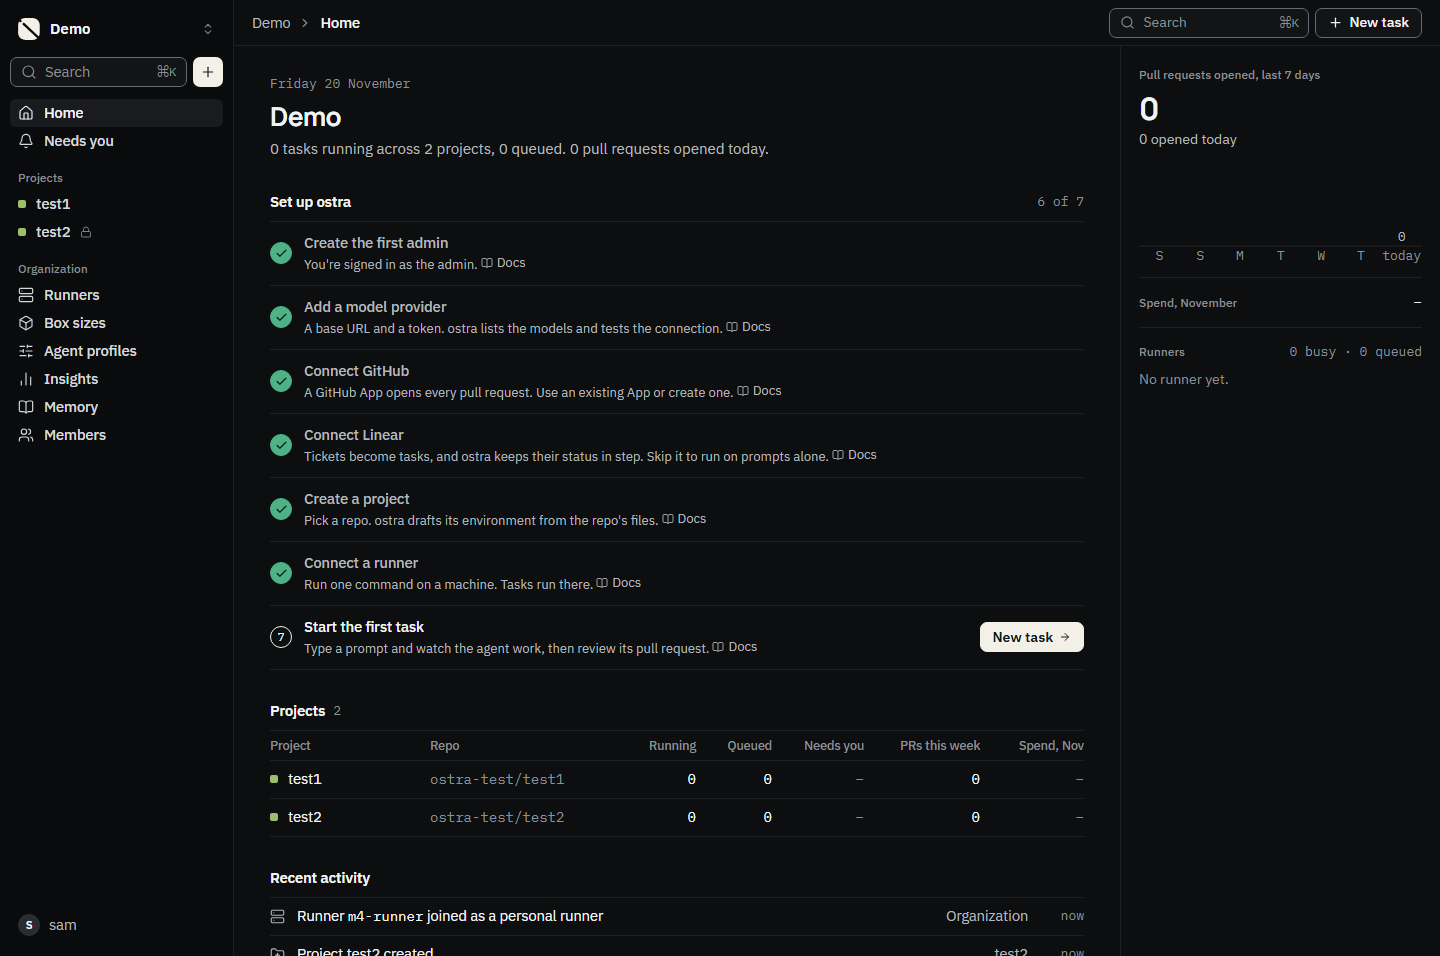 Demo
Search ⌘K
Home
Needs you
Projects
test1
test2
Organization
Runners
Box sizes
Agent profiles
Insights
Memory
Members
S sam
Demo > Home
Search ⌘K
New task
Friday 20 November
Demo
0 tasks running across 2 projects, 0 queued. 0 pull requests opened today.
Set up ostra 6 of 7
Create the first admin
You're signed in as the admin. Docs
Add a model provider
A base URL and a token. ostra lists the models and tests the connection. Docs
Connect GitHub
A GitHub App opens every pull request. Use an existing App or create one. Docs
Connect Linear
Tickets become tasks, and ostra keeps their status in step. Skip it to run on prompts alone. Docs
Create a project
Pick a repo. ostra drafts its environment from the repo's files. Docs
Connect a runner
Run one command on a machine. Tasks run there. Docs
7 Start the first task
Type a prompt and watch the agent work, then review its pull request. Docs
New task →
Projects 2
Project Repo Running Queued Needs you PRs this week Spend, Nov
test1 ostra-test/test1 0 0 – 0 –
test2 ostra-test/test2 0 0 – 0 –
Recent activity
Runner m4-runner joined as a personal runner Organization now
Project test2 created test2 now
Pull requests opened, last 7 days
0
0 opened today
0
S S M T W T today
Spend, November –
Runners 0 busy · 0 queued
No runner yet.